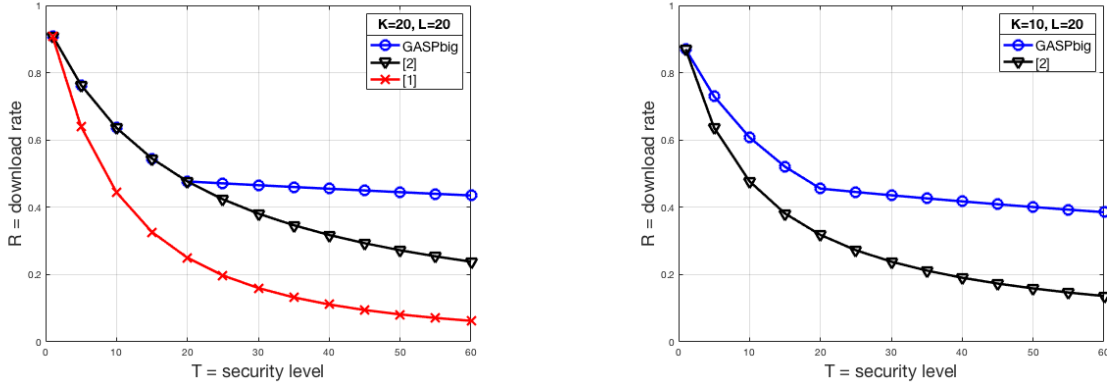 K=20, L=20
GASPbig
[2]
[1]
R = download rate
1
0.8
0.6
0.4
0.2
0
0 10 20 30 40 50 60
T = security level
K=10, L=20
GASPbig
[2]
R = download rate
1
0.8
0.6
0.4
0.2
0
0 10 20 30 40 50 60
T = security level